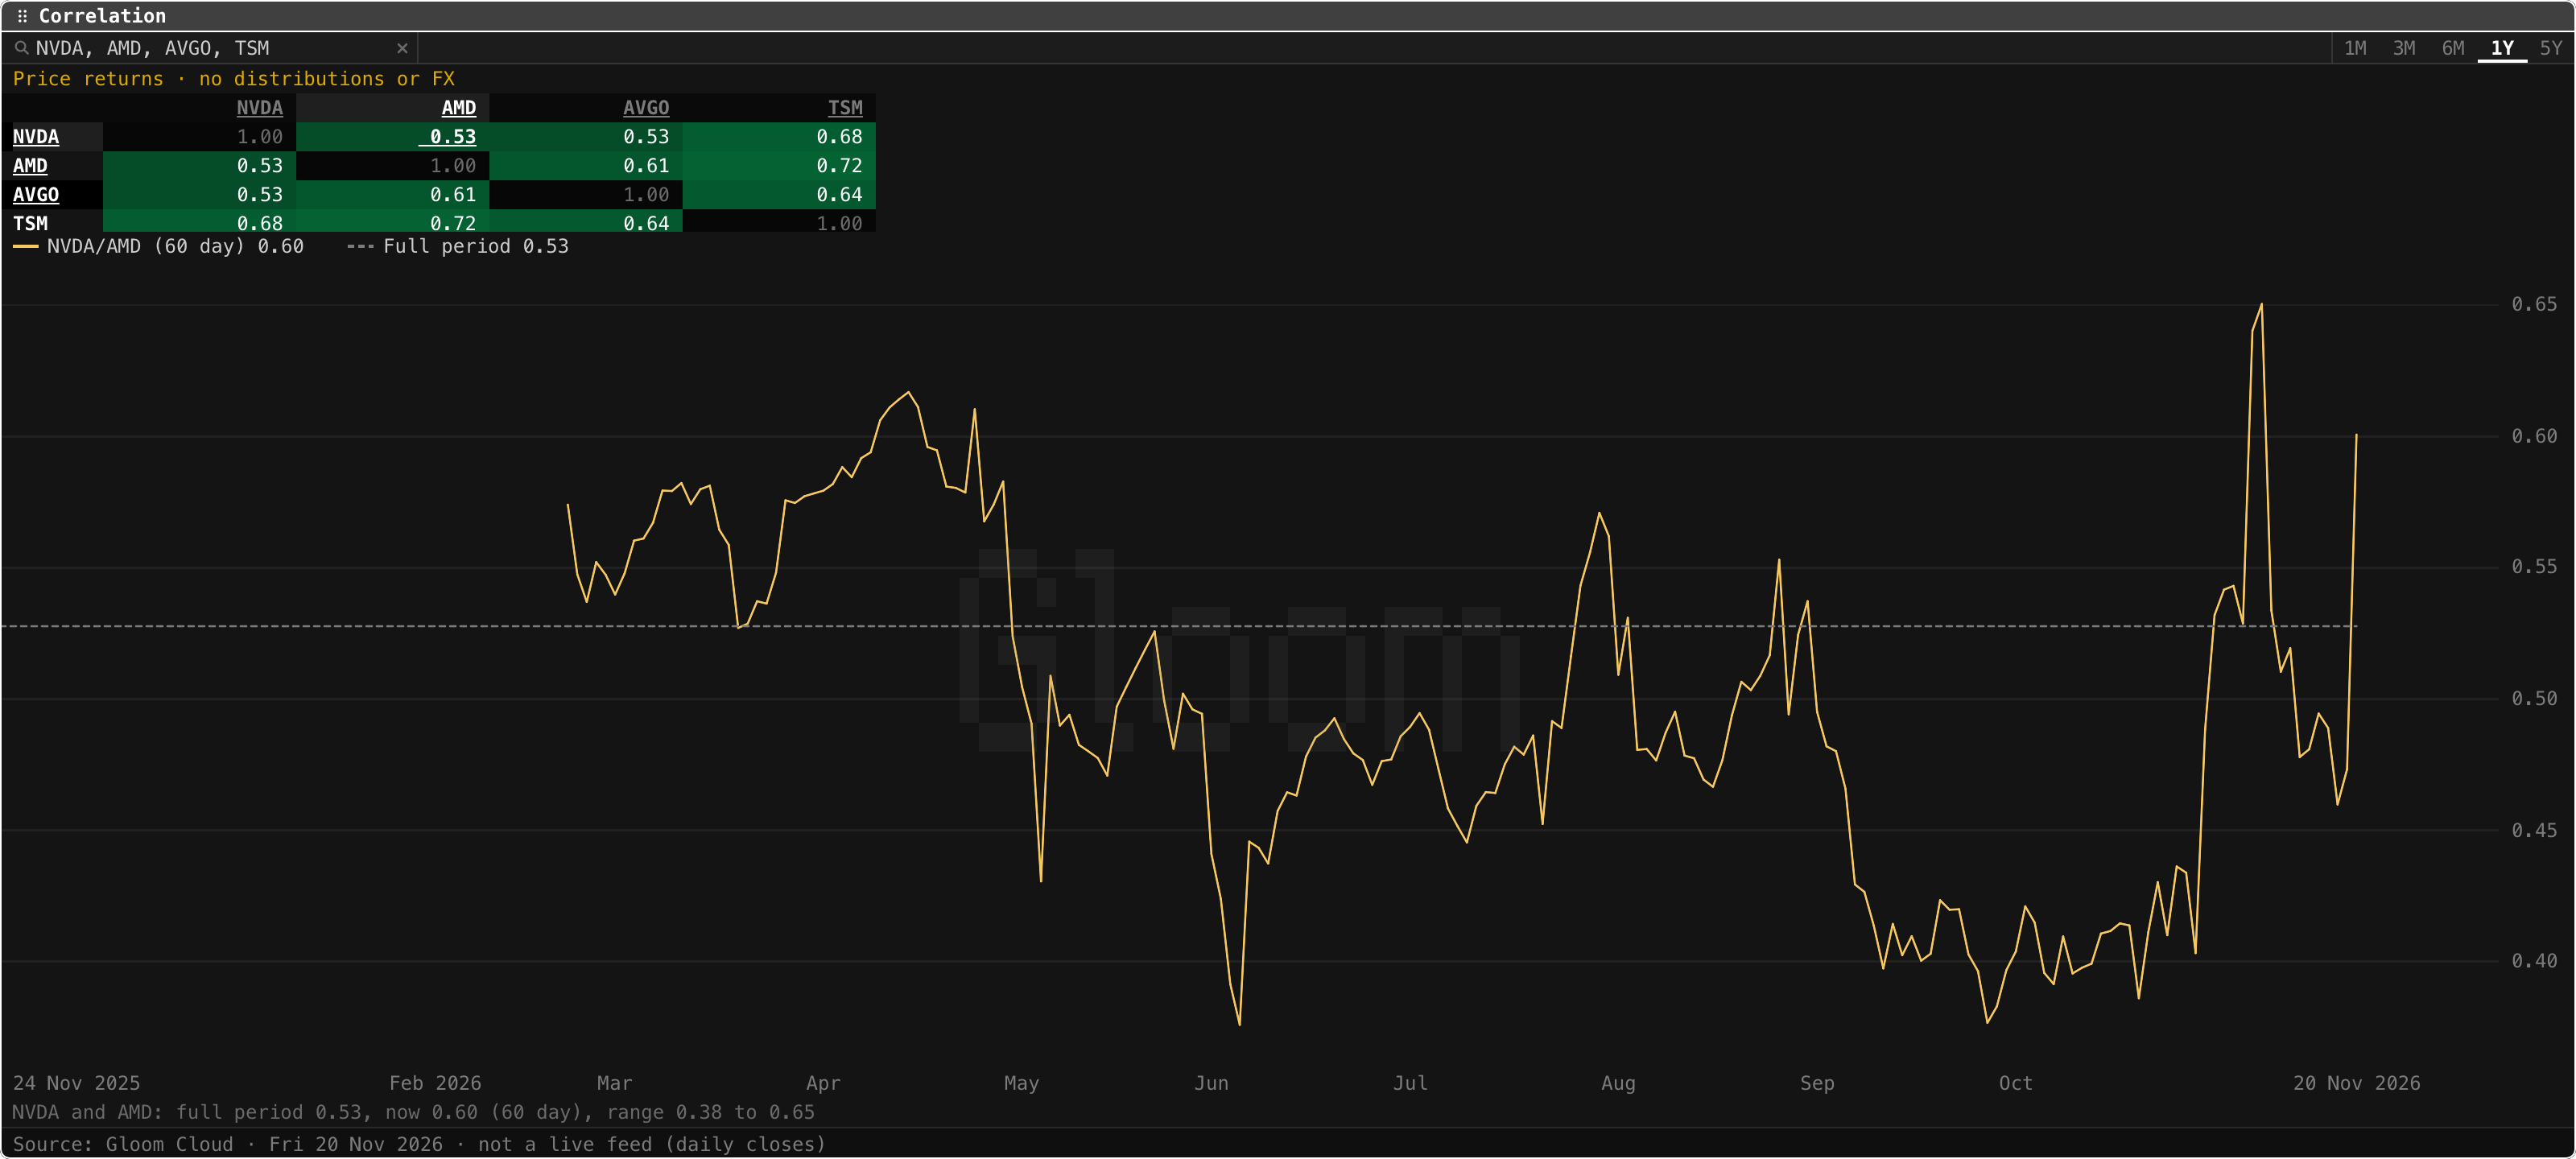 Correlation
NVDA, AMD, AVGO, TSM × 1M 3M 6M 1Y 5Y
Price returns · no distributions or FX
NVDA AMD AVGO TSM
NVDA 1.00 0.53 0.53 0.68
AMD 0.53 1.00 0.61 0.72
AVGO 0.53 0.61 1.00 0.64
TSM 0.68 0.72 0.64 1.00
NVDA/AMD (60 day) 0.60 Full period 0.53
0.65
0.60
0.55
Gloom
0.50
0.45
0.40
24 Nov 2025 Feb 2026 Mar Apr May Jun Jul Aug Sep Oct 20 Nov 2026
NVDA and AMD: full period 0.53, now 0.60 (60 day), range 0.38 to 0.65
Source: Gloom Cloud · Fri 20 Nov 2026 · not a live feed (daily closes)